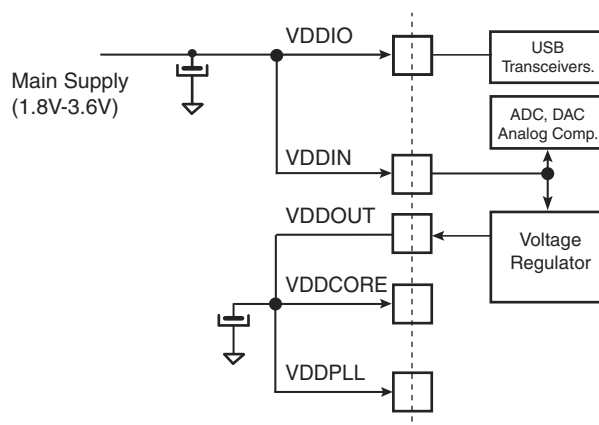 VDDIO
USB
Transceivers.
Main Supply
(1.8V-3.6V)
ADC, DAC
Analog Comp.
VDDIN
VDDOUT
Voltage
Regulator
VDDCORE
VDDPLL